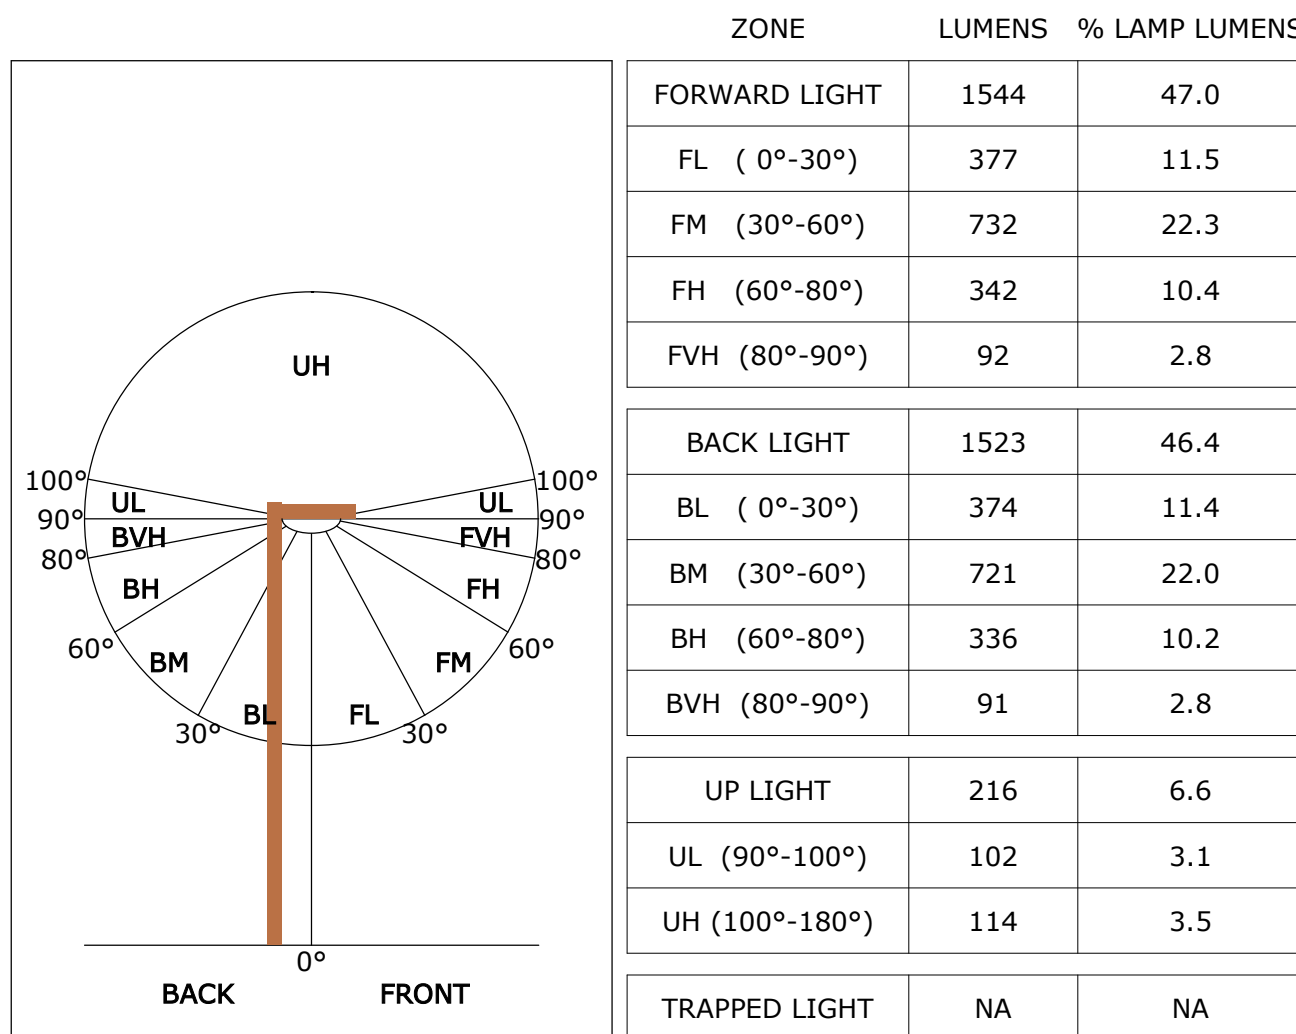 ZONE LUMENS % LAMP LUMENS
FORWARD LIGHT 1544 47.0
FL ( 0°-30°) 377 11.5
FM (30°-60°) 732 22.3
FH (60°-80°) 342 10.4
FVH (80°-90°) 92 2.8
BACK LIGHT 1523 46.4
BL ( 0°-30°) 374 11.4
BM (30°-60°) 721 22.0
BH (60°-80°) 336 10.2
BVH (80°-90°) 91 2.8
UP LIGHT 216 6.6
UL (90°-100°) 102 3.1
UH (100°-180°) 114 3.5
TRAPPED LIGHT NA NA
UH
100° 100°
UL UL
90° 90°
BVH FVH
80° 80°
BH FH
60° 60°
BM FM
BL FL
30° 30°
0°
BACK FRONT